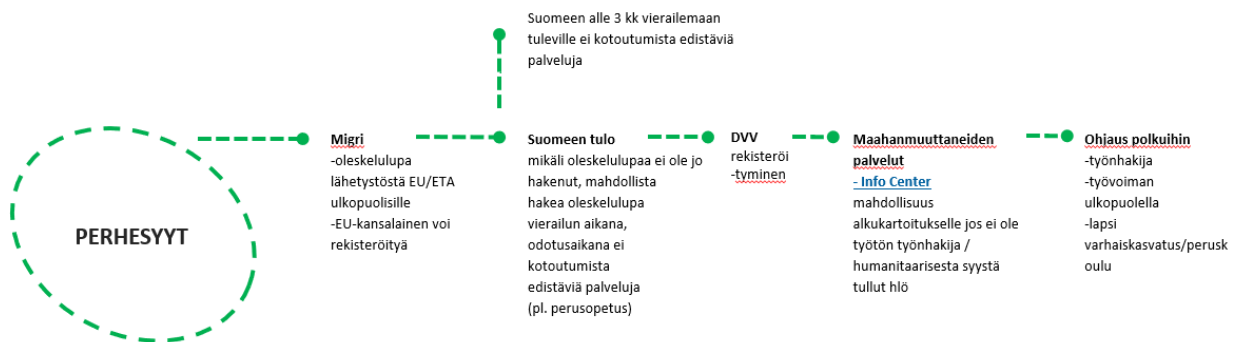 Suomeen alle 3 kk vierailemaan
tuleville ei kotoutumista edistäviä
palveluja
PERHESYYT
Migri
-oleskelulupa
lähetystöstä EU/ETA
ulkopuolisille
-EU-kansalainen voi
rekisteröityä
Suomeen tulo
mikäli oleskelulupaa ei ole jo
hakenut, mahdollista
hakea oleskelulupa
vierailun aikana,
odotusaikana ei
kotoutumista
edistäviä palveluja
(pl. perusopetus)
DVV
rekisteröi
-tyminen
Maahanmuuttaneiden
palvelut
- Info Center
mahdollisuus
alkukartoitukselle jos ei ole
työtön työnhakija /
humanitaarisesta syystä
tullut hlö
Ohjaus polkuihin
-työnhakija
-työvoiman
ulkopuolella
-lapsi
varhaiskasvatus/perusk
oulu